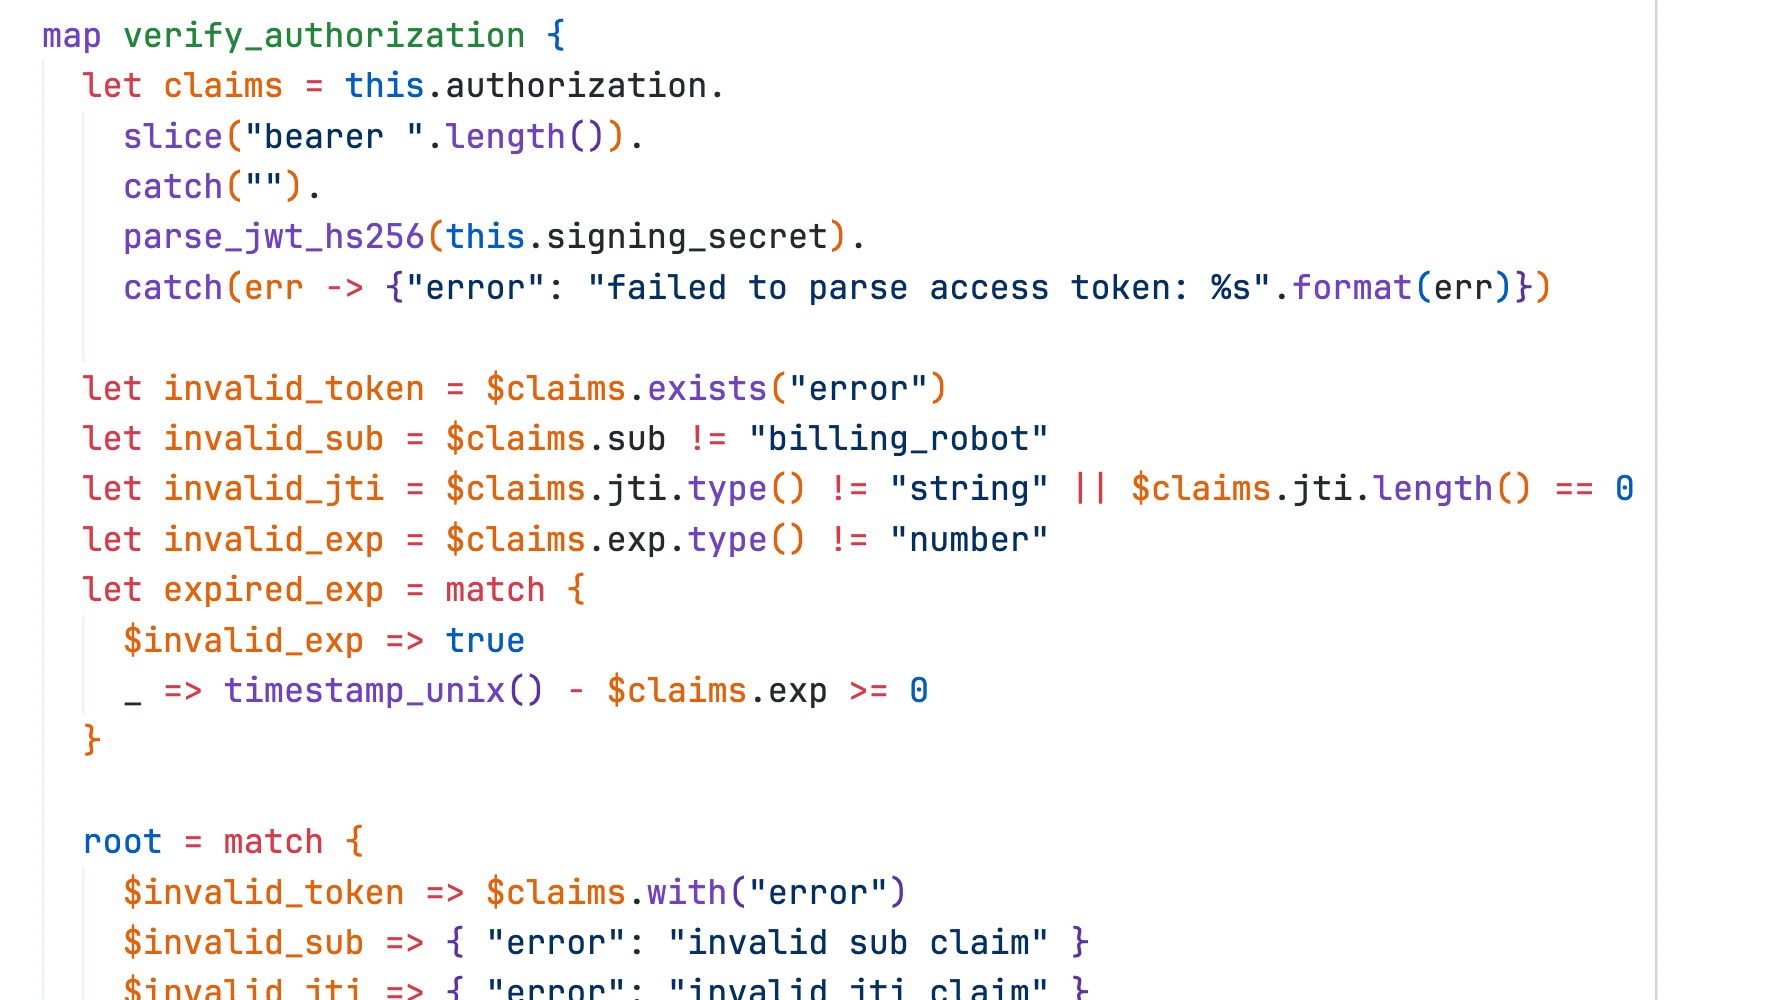 map verify_authorization {
let claims = this.authorization.
slice("bearer ".length()).
catch("").
parse_jwt_hs256(this.signing_secret).
catch(err -> {"error": "failed to parse access token: %s".format(err)})
let invalid_token = $claims.exists("error")
let invalid_sub = $claims.sub != "billing_robot"
let invalid_jti = $claims.jti.type() != "string" || $claims.jti.length() == 0
let invalid_exp = $claims.exp.type() != "number"
let expired_exp = match {
$invalid_exp => true
_ => timestamp_unix() - $claims.exp >= 0
}
root = match {
$invalid_token => $claims.with("error")
$invalid_sub => { "error": "invalid sub claim" }
$invalid_jti => { "error": "invalid jti claim" }